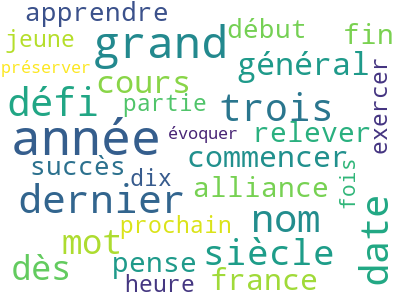 apprendre
début
fin
jeune
grand
général
préserver
cours
exercer
défi
partie
trois
année
évoquer
relever
succès
commencer
dix
alliance
fois
dernier
prochain
nom
date
mot
siècle
dès
pense
heure
france